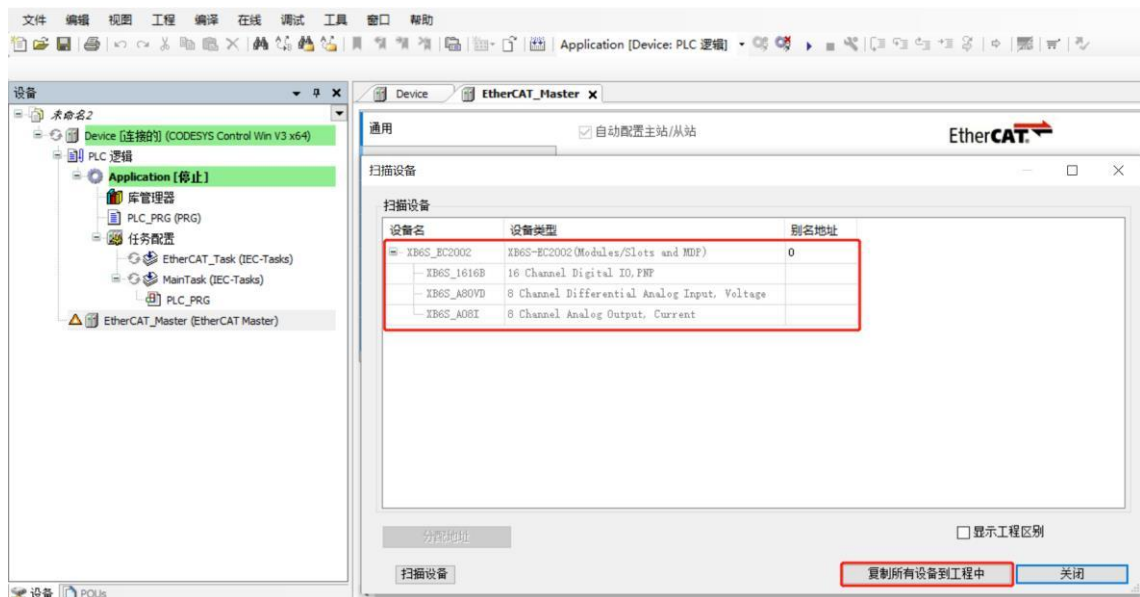 文件 编辑 视图 工程 编译 在线 调试 工具 窗口 帮助
Application [Device: PLC 逻辑]
设备
Device
EtherCAT_Master
未命名2
Device [连接的] (CODESYS Control Win V3 x64)
PLC 逻辑
Application [停止]
库管理器
PLC_PRG (PRG)
任务配置
EtherCAT_Task (IEC-Tasks)
MainTask (IEC-Tasks)
PLC_PRG
EtherCAT_Master (EtherCAT Master)
设备 POUs
通用
自动配置主站/从站
EtherCAT.
扫描设备
扫描设备
设备名 设备类型 别名地址
XB6S_EC2002 XB6S-EC2002(Modules/Slots and MDP) 0
XB6S_1616B 16 Channel Digital IO,PNP
XB6S_A80VD 8 Channel Differential Analog Input, Voltage
XB6S_A08I 8 Channel Analog Output, Current
分配地址
显示工程区别
扫描设备
复制所有设备到工程中
关闭